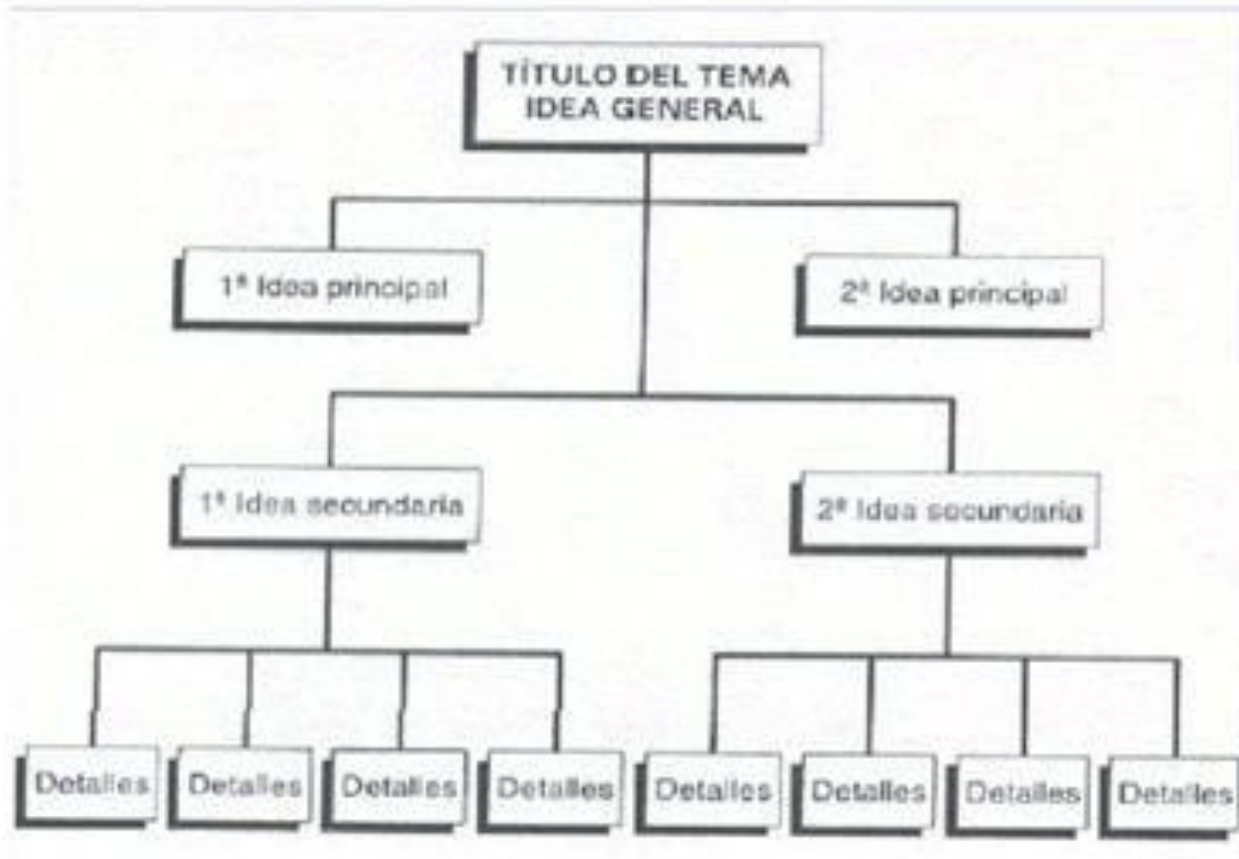 TÍTULO DEL TEMA
IDEA GENERAL
1ª Idea principal
2ª Idea principal
1ª Idea secundaria
2ª Idea secundaria
Detalles
Detalles
Detalles
Detalles
Detalles
Detalles
Detalles
Detalles